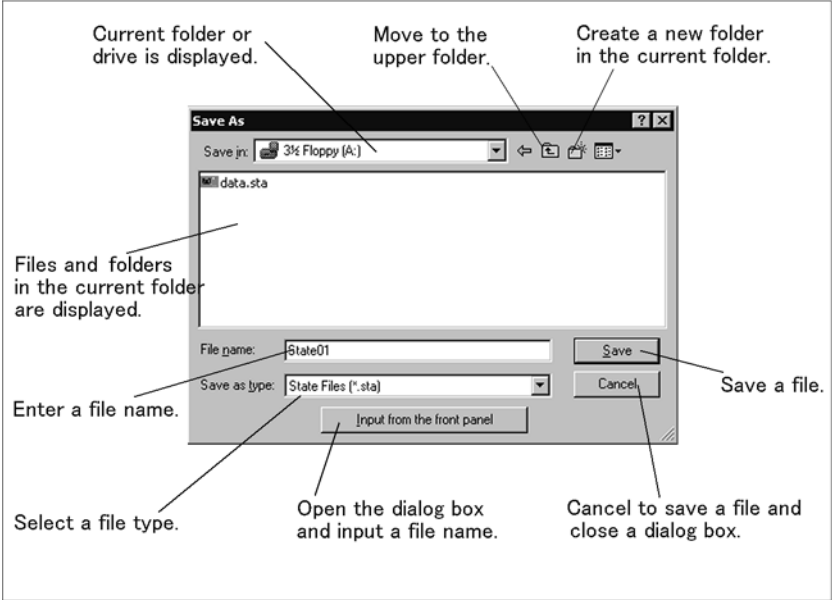 Current folder or
drive is displayed.
Move to the
upper folder.
Create a new folder
in the current folder.
Save As
Save in: 3½ Floppy (A:)
data.sta
Files and folders
in the current folder
are displayed.
File name: State01 Save
Save as type: State Files (*.sta) Cancel
Save a file.
Enter a file name.
Input from the front panel
Select a file type.
Open the dialog box
and input a file name.
Cancel to save a file and
close a dialog box.